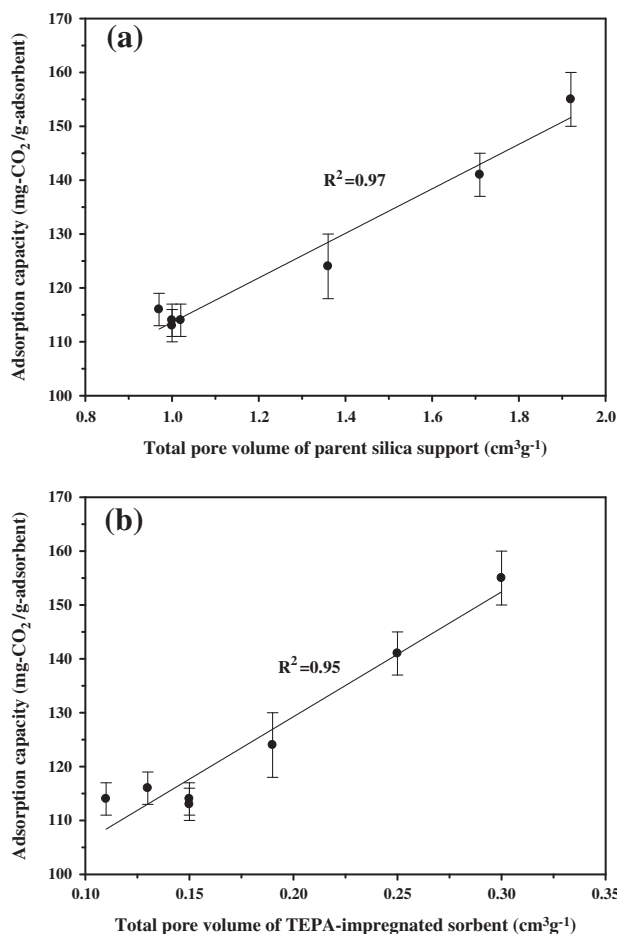 (a)
170
160
150
140
130
120
110
100
Adsorption capacity (mg-CO₂/g-adsorbent)
R²=0.97
0.8 1.0 1.2 1.4 1.6 1.8 2.0
Total pore volume of parent silica support (cm³g⁻¹)
(b)
170
160
150
140
130
120
110
100
Adsorption capacity (mg-CO₂/g-adsorbent)
R²=0.95
0.10 0.15 0.20 0.25 0.30 0.35
Total pore volume of TEPA-impregnated sorbent (cm³g⁻¹)